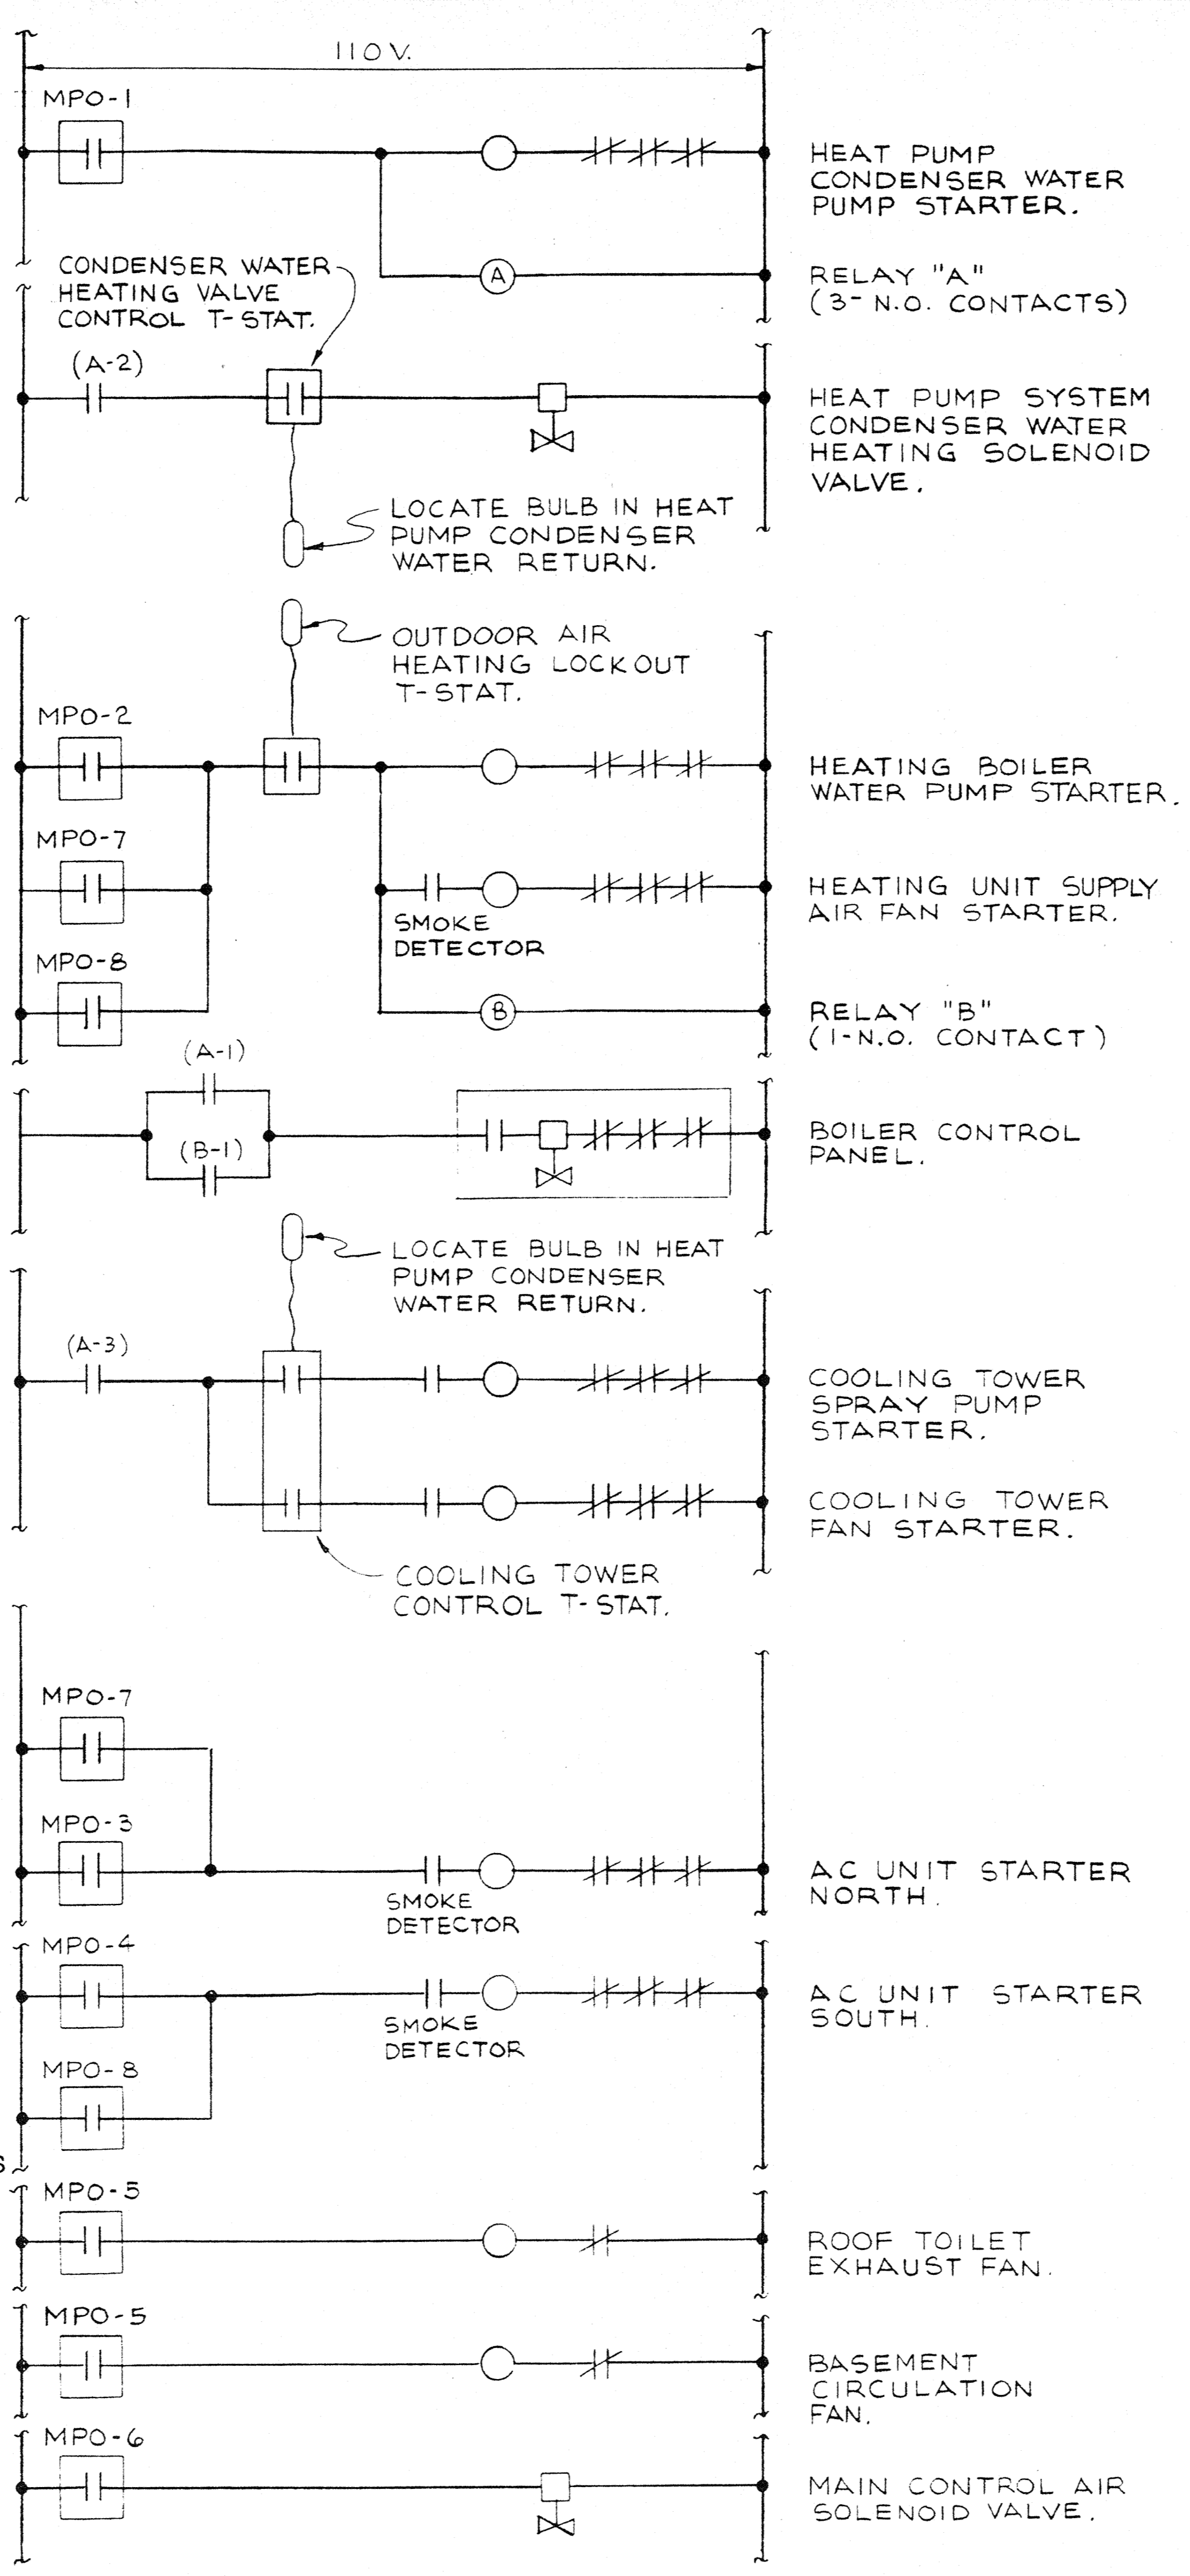 110V.
MPO-1
HEAT PUMP
CONDENSER WATER
PUMP STARTER.
CONDENSER WATER
HEATING VALVE
CONTROL T-STAT.
A
RELAY "A"
(3-N.O. CONTACTS)
(A-2)
HEAT PUMP SYSTEM
CONDENSER WATER
HEATING SOLENOID
VALVE.
LOCATE BULB IN HEAT
PUMP CONDENSER
WATER RETURN.
OUTDOOR AIR
HEATING LOCKOUT
T-STAT.
MPO-2
HEATING BOILER
WATER PUMP STARTER.
MPO-7
SMOKE
DETECTOR
HEATING UNIT SUPPLY
AIR FAN STARTER.
MPO-8
B
RELAY "B"
(1-N.O. CONTACT)
(A-1)
(B-1)
BOILER CONTROL
PANEL.
LOCATE BULB IN HEAT
PUMP CONDENSER
WATER RETURN.
(A-3)
COOLING TOWER
SPRAY PUMP
STARTER.
COOLING TOWER
FAN STARTER.
COOLING TOWER
CONTROL T-STAT.
MPO-7
MPO-3
SMOKE
DETECTOR
AC UNIT STARTER
NORTH.
MPO-4
SMOKE
DETECTOR
AC UNIT STARTER
SOUTH.
MPO-8
S
MPO-5
ROOF TOILET
EXHAUST FAN.
MPO-5
BASEMENT
CIRCULATION
FAN.
MPO-6
MAIN CONTROL AIR
SOLENOID VALVE.